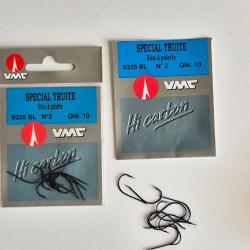 VMC
SPECIAL TRUITE
Bleu à palette
9335 BL N°2 Qté. 10
VMC
Hi carbon
SPECIAL TRUITE
Bleu à palette
9335 BL N°2 Qté. 10
VMC
Hi carbon